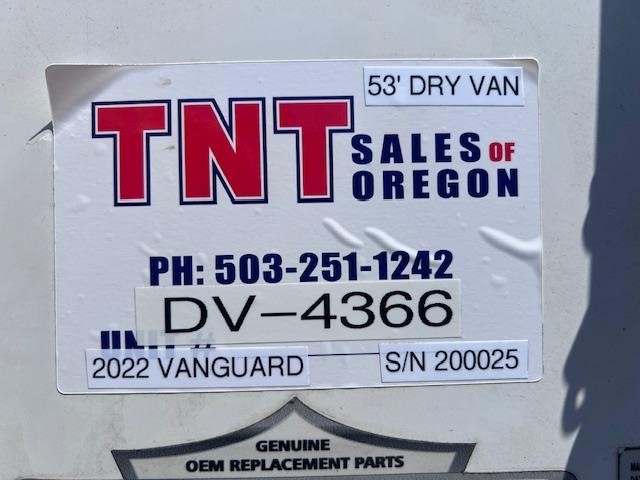 53' DRY VAN
TNT SALES OF OREGON
PH: 503-251-1242
DV-4366
UNIT #
2022 VANGUARD
S/N 200025
GENUINE
OEM REPLACEMENT PARTS